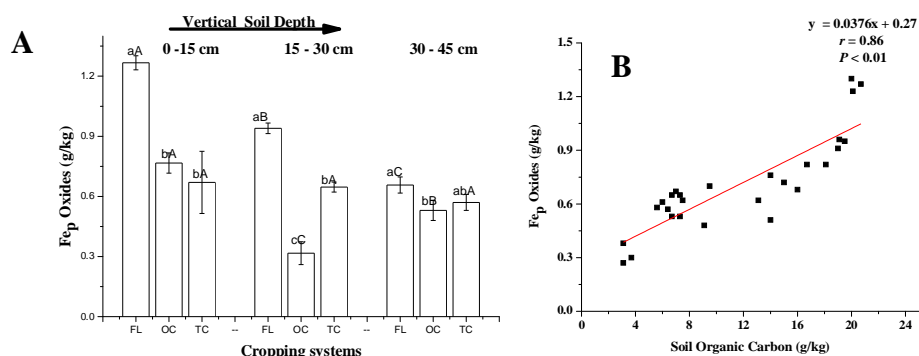 Vertical Soil Depth
A
0 -15 cm
15 - 30 cm
30 - 45 cm
Fep Oxides (g/kg)
1.2
0.9
0.6
0.3
0.0
aA
bA
bA
aB
cC
bA
aC
bB
abA
FL
OC
TC
--
FL
OC
TC
--
FL
OC
TC
Cropping systems
y = 0.0376x + 0.27
r = 0.86
P < 0.01
B
Fep Oxides (g/kg)
1.5
1.2
0.9
0.6
0.3
0.0
0
4
8
12
16
20
24
Soil Organic Carbon (g/kg)